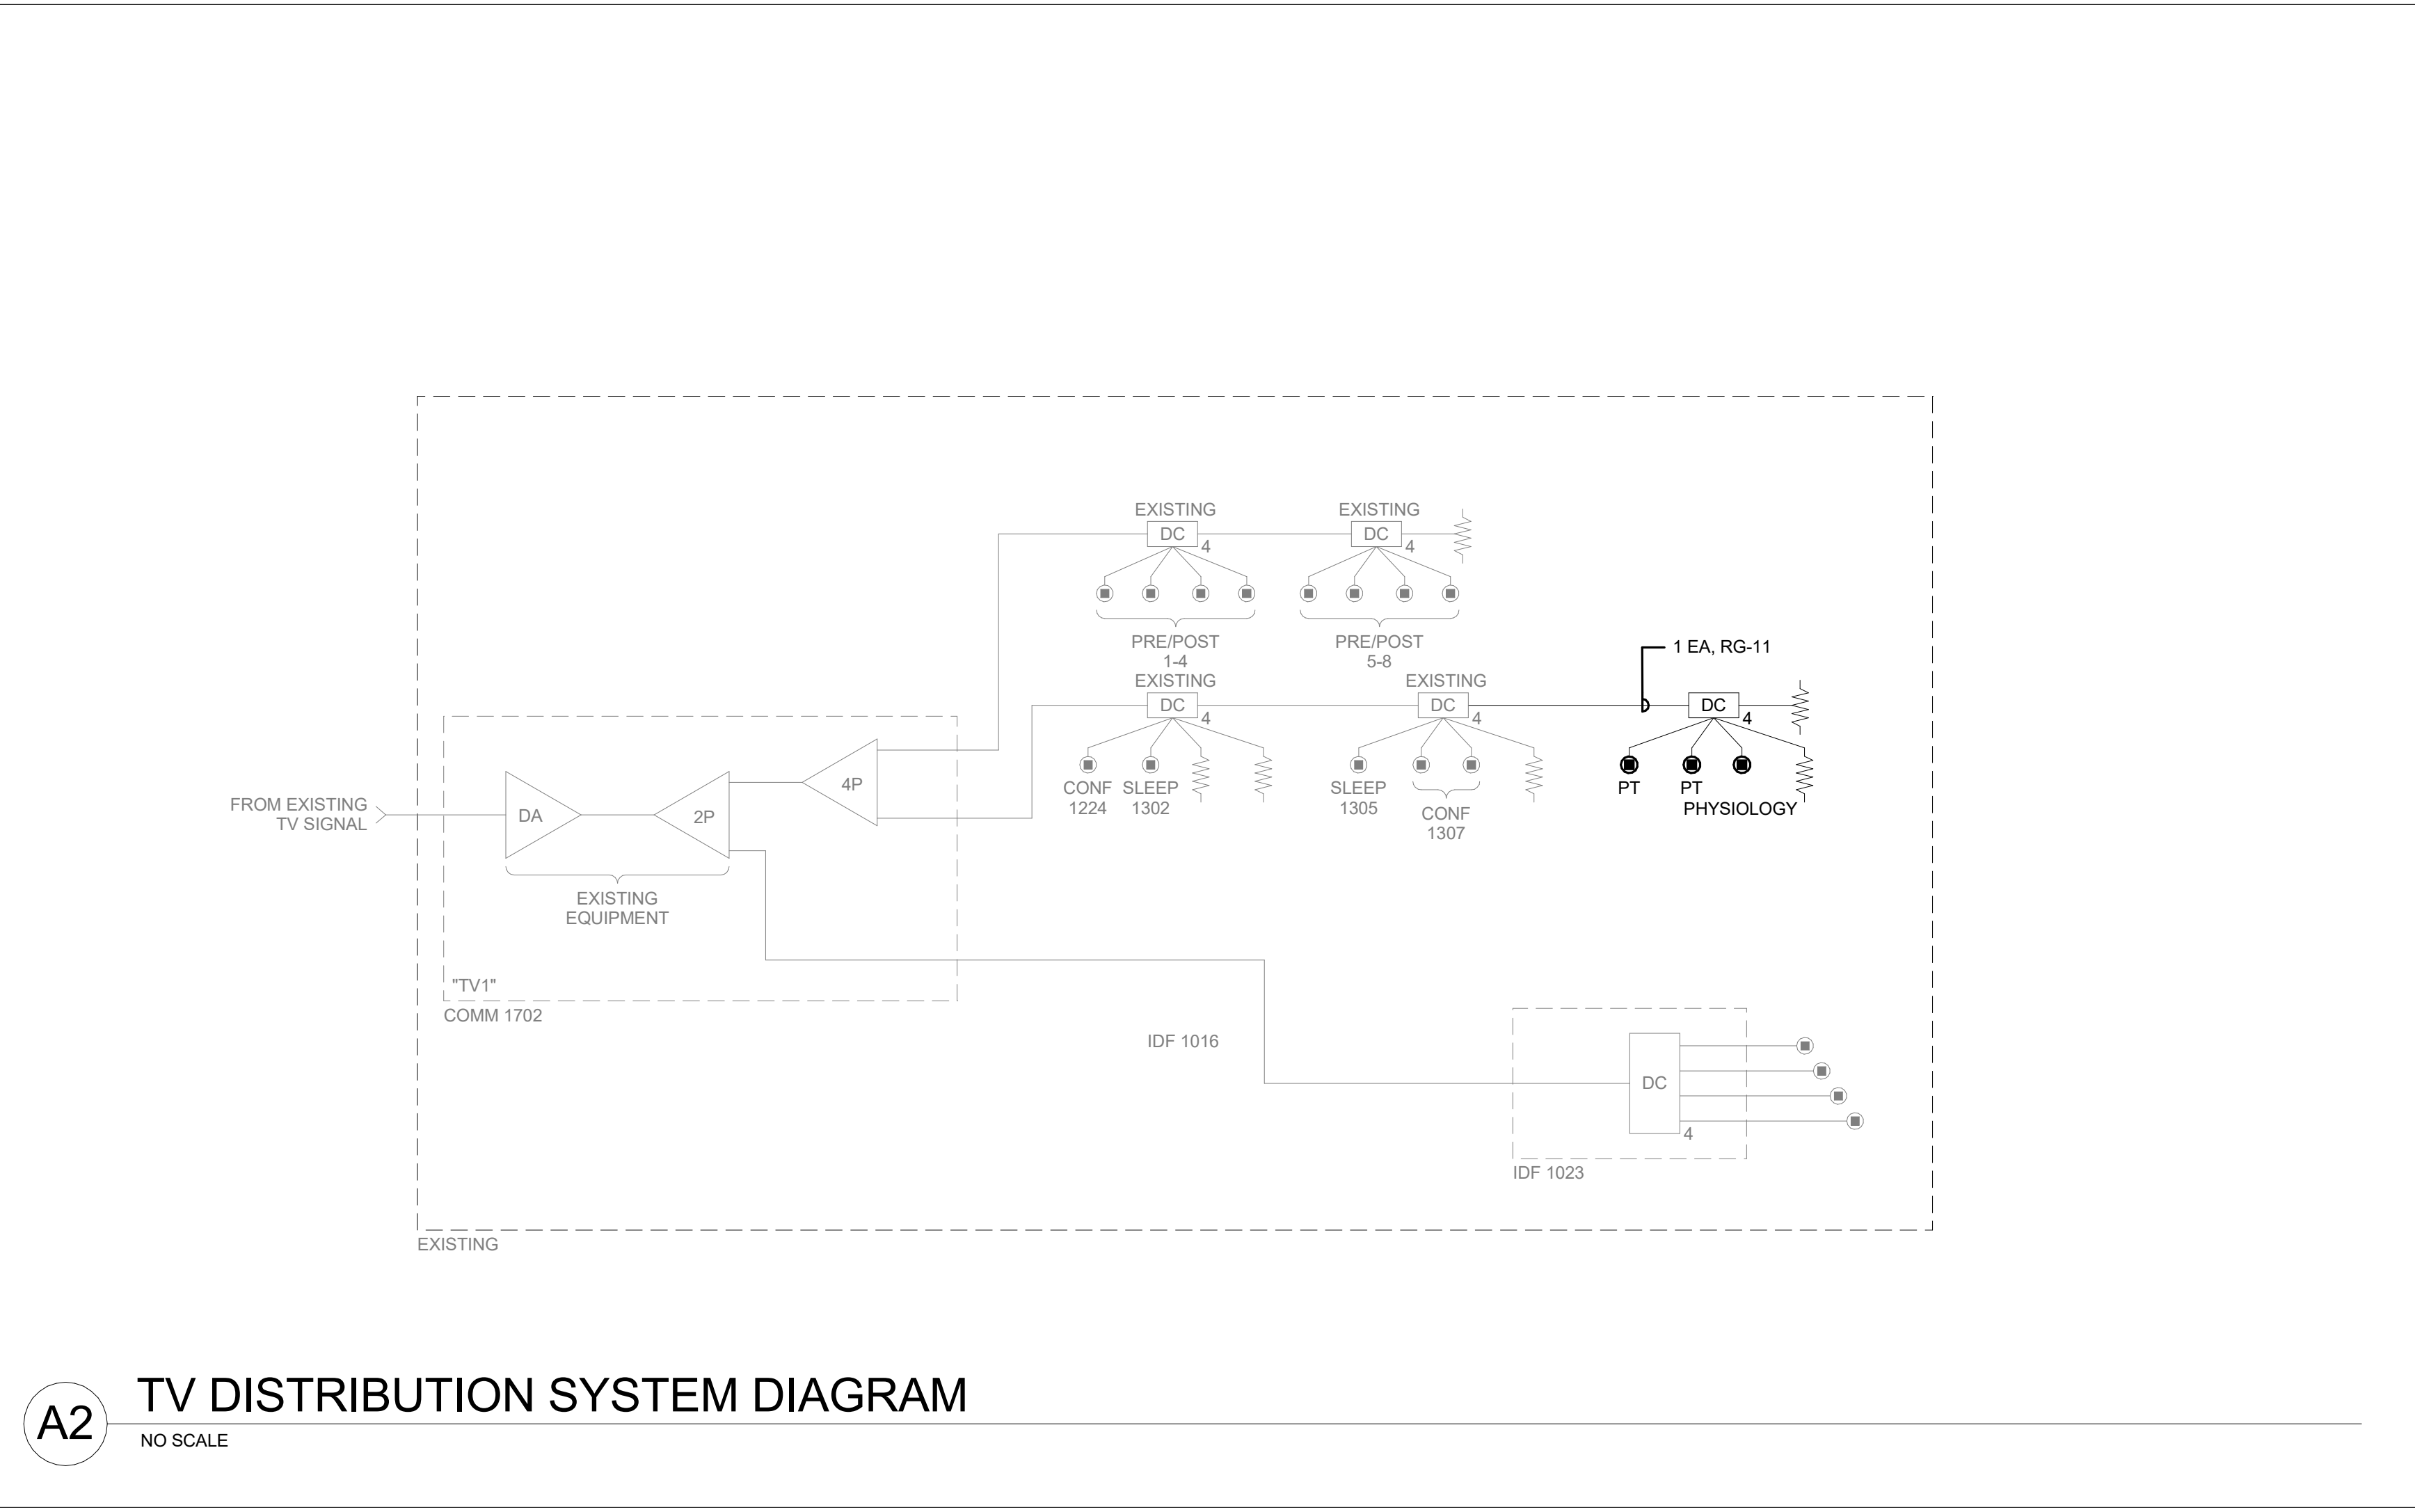 EXISTING
EXISTING
DC
4
DC
4
PRE/POST
1-4
PRE/POST
5-8
1 EA, RG-11
EXISTING
EXISTING
DC
4
DC
4
DC
4
CONF
1224
SLEEP
1302
SLEEP
1305
CONF
1307
PT
PT
PHYSIOLOGY
FROM EXISTING
TV SIGNAL
DA
2P
4P
EXISTING
EQUIPMENT
"TV1"
COMM 1702
IDF 1016
DC
4
IDF 1023
EXISTING
A2
TV DISTRIBUTION SYSTEM DIAGRAM
NO SCALE